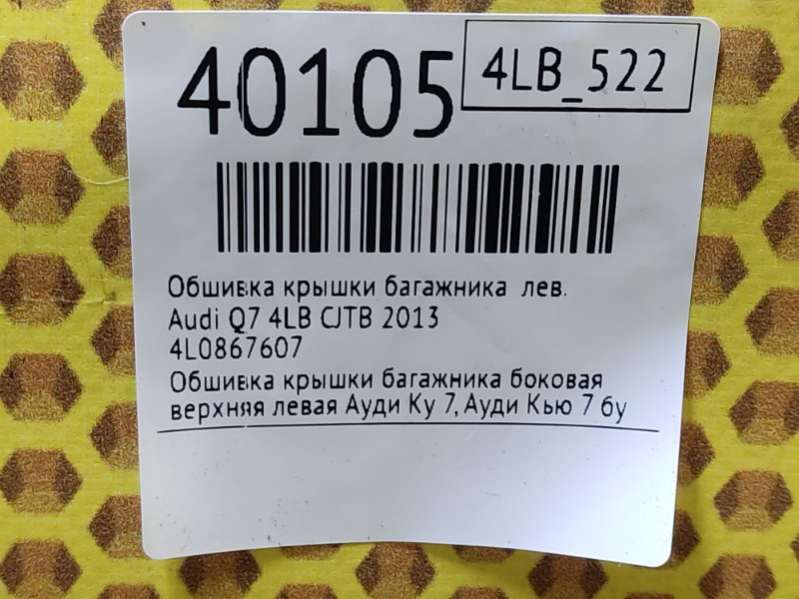 40105
4LB_522
Обшивка крышки багажника лев.
Audi Q7 4LB CJTB 2013
4L0867607
Обшивка крышки багажника боковая
верхняя левая Ауди Ку 7, Ауди Кью 7 бу